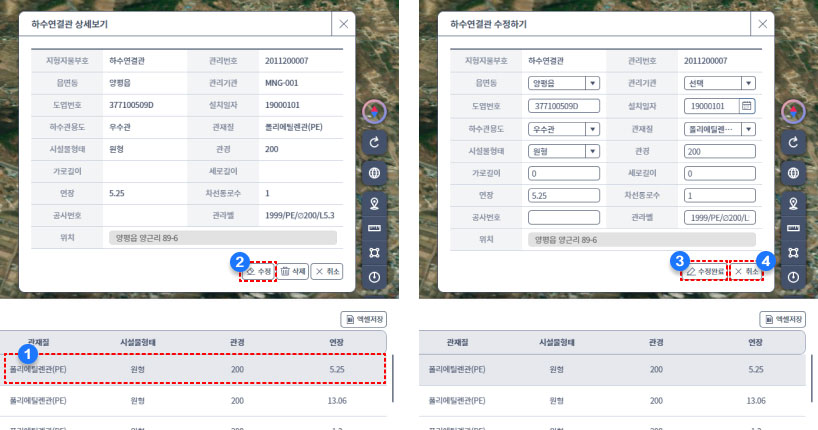 하수연결관 상세보기
지형지물부호 하수연결관 관리번호 2011200007
읍면동 양평읍 관리기관 MNG-001
도엽번호 377100509D 설치일자 19000101
하수관용도 우수관 관재질 폴리에틸렌관(PE)
시설물형태 원형 관경 200
가로길이 세로길이
연장 5.25 차선통로수 1
공사번호 관라벨 1999/PE/∅200/L5.3
위치 양평읍 양근리 89-6
2
수정 삭제 취소
엑셀저장
관재질 시설물형태 관경 연장
1
폴리에틸렌관(PE) 원형 200 5.25
폴리에틸렌관(PE) 원형 200 13.06
하수연결관 수정하기
지형지물부호 하수연결관 관리번호 2011200007
읍면동 양평읍 관리기관 선택
도엽번호 377100509D 설치일자 19000101
하수관용도 우수관 관재질 폴리에틸렌···
시설물형태 원형 관경 200
가로길이 0 세로길이 0
연장 5.25 차선통로수 1
공사번호 관라벨 1999/PE/∅200/L
위치 양평읍 양근리 89-6
3 4
수정완료 취소
엑셀저장
관재질 시설물형태 관경 연장
폴리에틸렌관(PE) 원형 200 5.25
폴리에틸렌관(PE) 원형 200 13.06